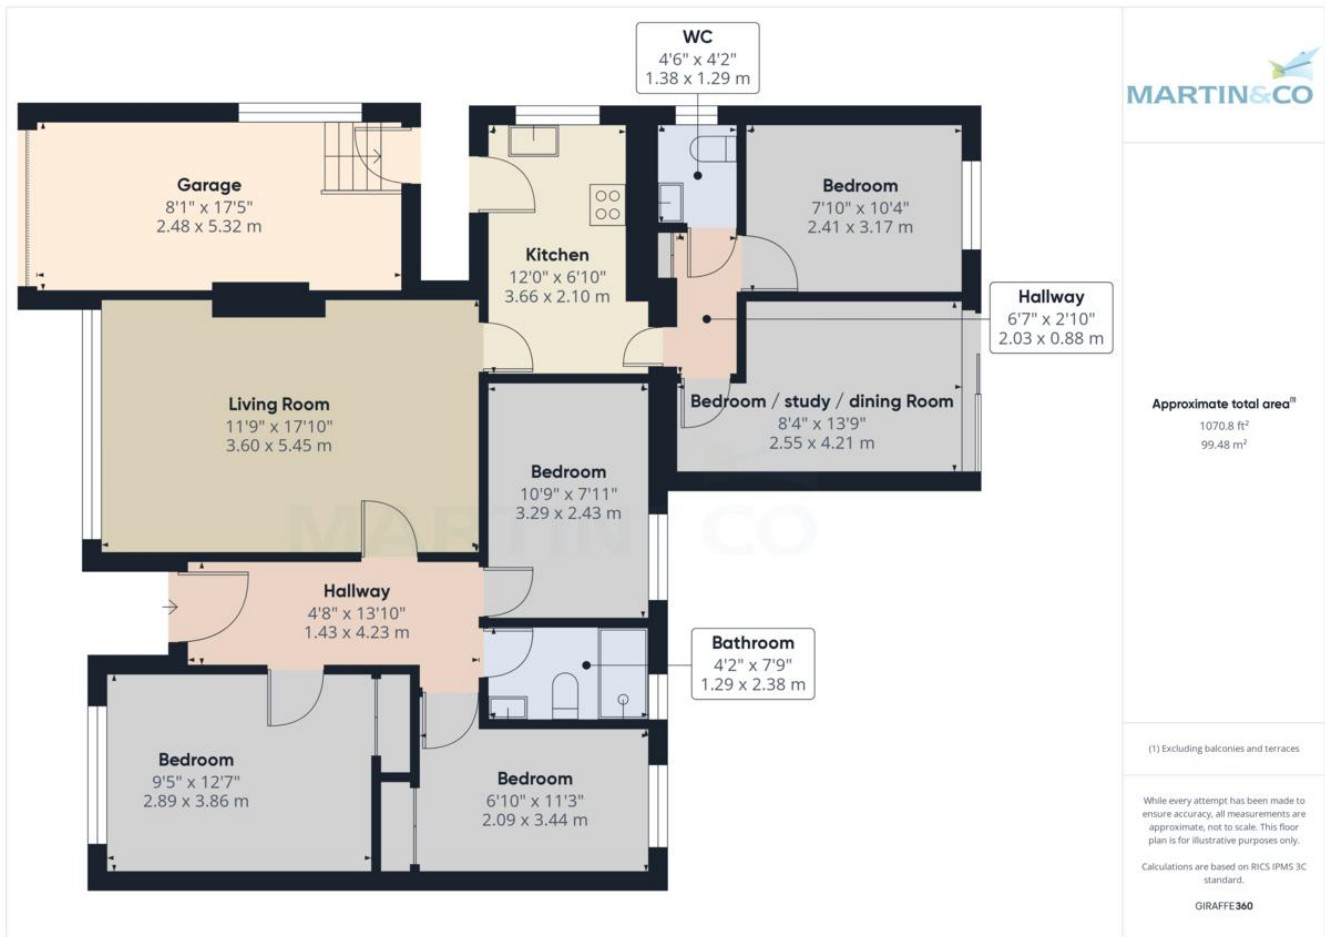 WC
4'6" x 4'2"
1.38 x 1.29 m
MARTIN&CO
Garage
8'1" x 17'5"
2.48 x 5.32 m
Bedroom
7'10" x 10'4"
2.41 x 3.17 m
Kitchen
12'0" x 6'10"
3.66 x 2.10 m
Hallway
6'7" x 2'10"
2.03 x 0.88 m
Living Room
11'9" x 17'10"
3.60 x 5.45 m
Bedroom / study / dining Room
8'4" x 13'9"
2.55 x 4.21 m
Bedroom
10'9" x 7'11"
3.29 x 2.43 m
MARTIN&CO
Hallway
4'8" x 13'10"
1.43 x 4.23 m
Bathroom
4'2" x 7'9"
1.29 x 2.38 m
Bedroom
9'5" x 12'7"
2.89 x 3.86 m
Bedroom
6'10" x 11'3"
2.09 x 3.44 m
Approximate total area(1)
1070.8 ft²
99.48 m²
(1) Excluding balconies and terraces
While every attempt has been made to
ensure accuracy, all measurements are
approximate, not to scale. This floor
plan is for illustrative purposes only.
Calculations are based on RICS IPMS 3C
standard.
GIRAFFE360